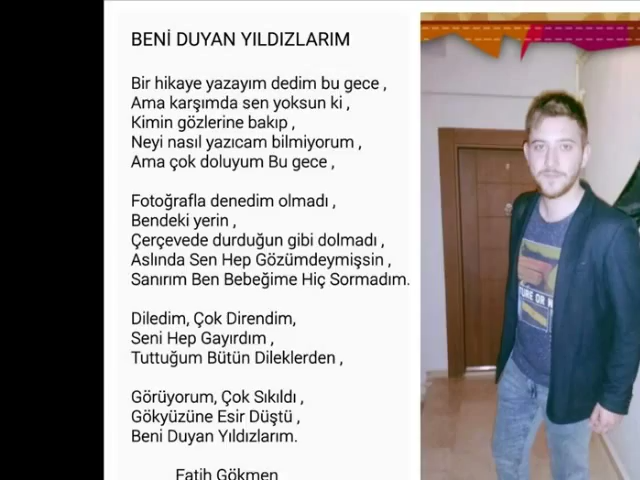 BENİ DUYAN YILDIZLARIM
Bir hikaye yazayım dedim bu gece ,
Ama karşımda sen yoksun ki ,
Kimin gözlerine bakıp ,
Neyi nasıl yazıcam bilmiyorum ,
Ama çok doluyum Bu gece ,
Fotoğrafla denedim olmadı ,
Bendeki yerin ,
Çerçevede durduğun gibi dolmadı ,
Aslında Sen Hep Gözümdeymişsin ,
Sanırım Ben Bebeğime Hiç Sormadım.
Diledim, Çok Direndim,
Seni Hep Gayırdım ,
Tuttuğum Bütün Dileklerden ,
Görüyorum, Çok Sıkıldı ,
Gökyüzüne Esir Düştü ,
Beni Duyan Yıldızlarım.
Fatih Gökmen